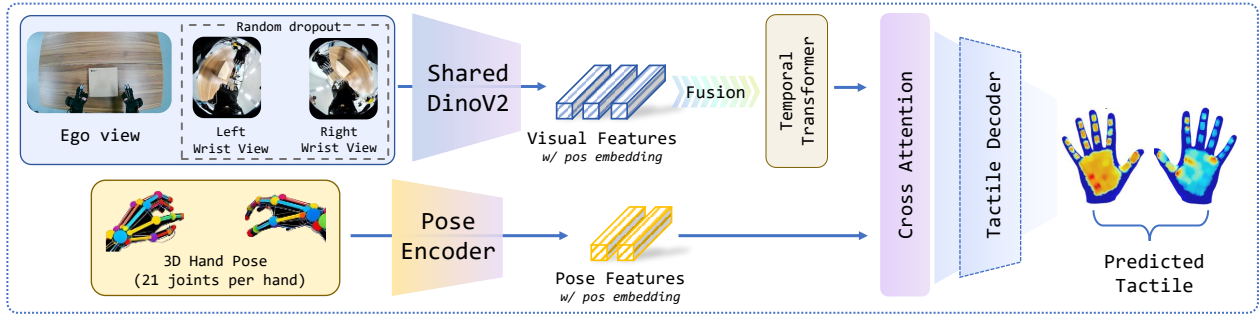 Random dropout
Ego view
Left
Wrist View
Right
Wrist View
Shared
DinoV2
Visual Features
w/ pos embedding
Fusion
Temporal
Transformer
Cross Attention
Tactile Decoder
3D Hand Pose
(21 joints per hand)
Pose
Encoder
Pose Features
w/ pos embedding
Predicted
Tactile